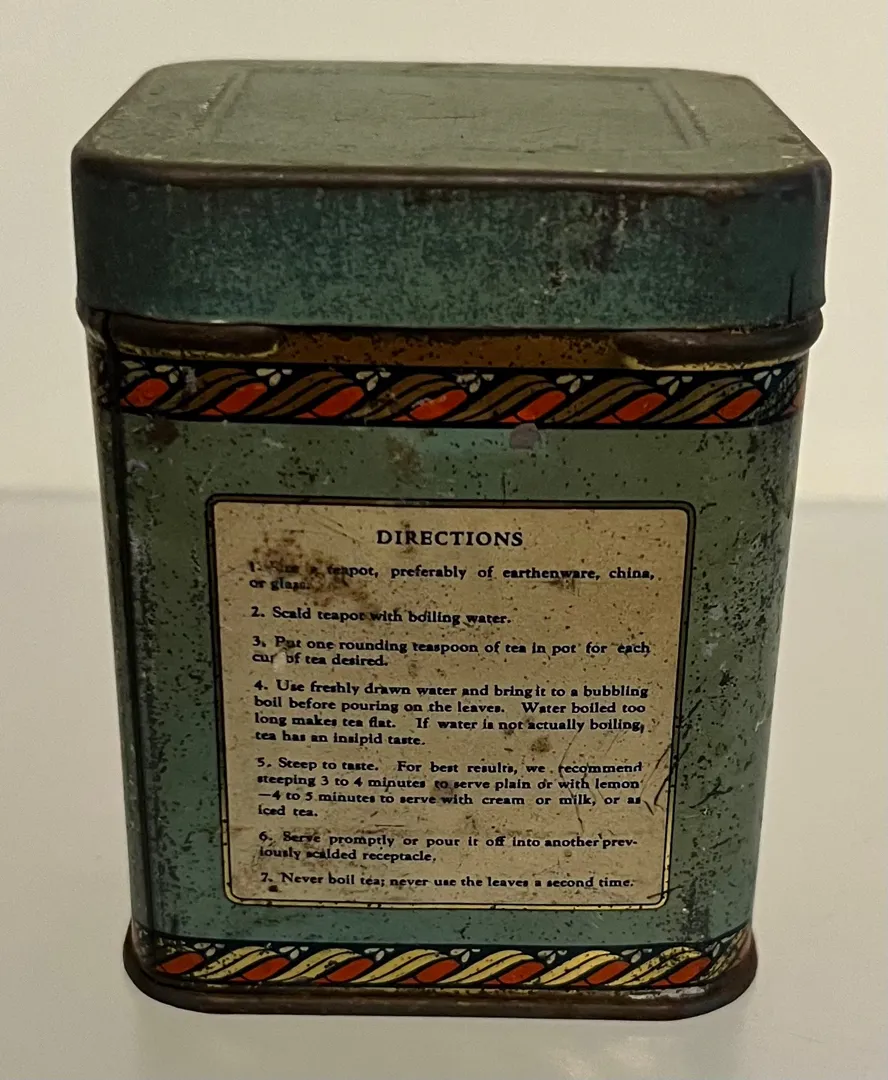 DIRECTIONS
1. Use a teapot, preferably of earthenware, china,
or glass.
2. Scald teapot with boiling water.
3. Put one rounding teaspoon of tea in pot for each
cup of tea desired.
4. Use freshly drawn water and bring it to a bubbling
boil before pouring on the leaves. Water boiled too
long makes tea flat. If water is not actually boiling,
tea has an insipid taste.
5. Steep to taste. For best results, we recommend
steeping 3 to 4 minutes to serve plain or with lemon
—4 to 5 minutes to serve with cream or milk, or as
iced tea.
6. Serve promptly or pour it off into another prev-
iously scalded receptacle.
7. Never boil tea; never use the leaves a second time.